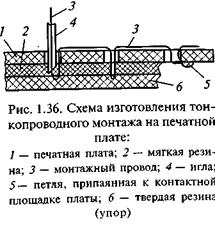 3
1
2
4
3
5
6
Рис. 1.36. Схема изготовления тон-
копроводного монтажа на печатной
плате:
1 — печатная плата; 2 — мягкая рези-
на; 3 — монтажный провод; 4 — игла;
5 — петля, припаянная к контактной
площадке платы; 6 — твердая резина
(упор)